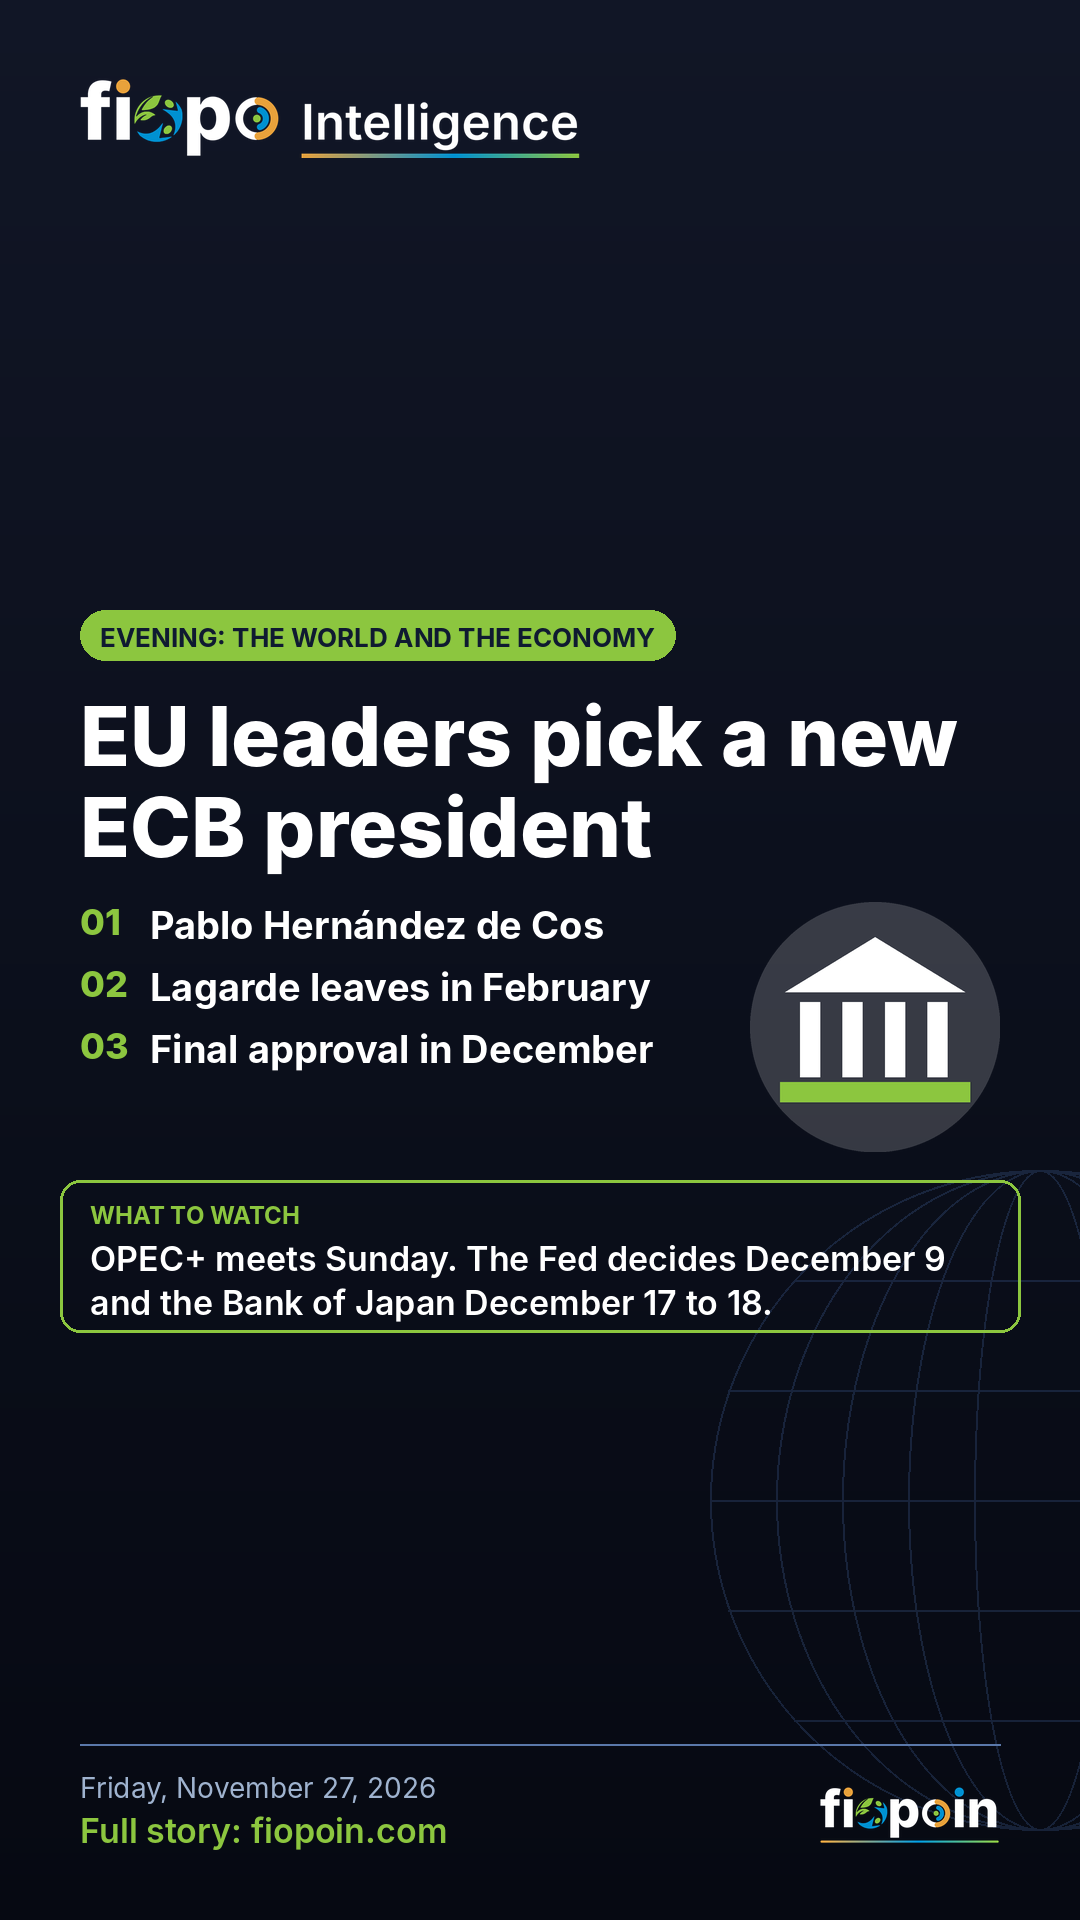 fiopo Intelligence
EVENING: THE WORLD AND THE ECONOMY
EU leaders pick a new
ECB president
01 Pablo Hernández de Cos
02 Lagarde leaves in February
03 Final approval in December
WHAT TO WATCH
OPEC+ meets Sunday. The Fed decides December 9
and the Bank of Japan December 17 to 18.
Friday, November 27, 2026
Full story: fiopoin.com
fiopoin